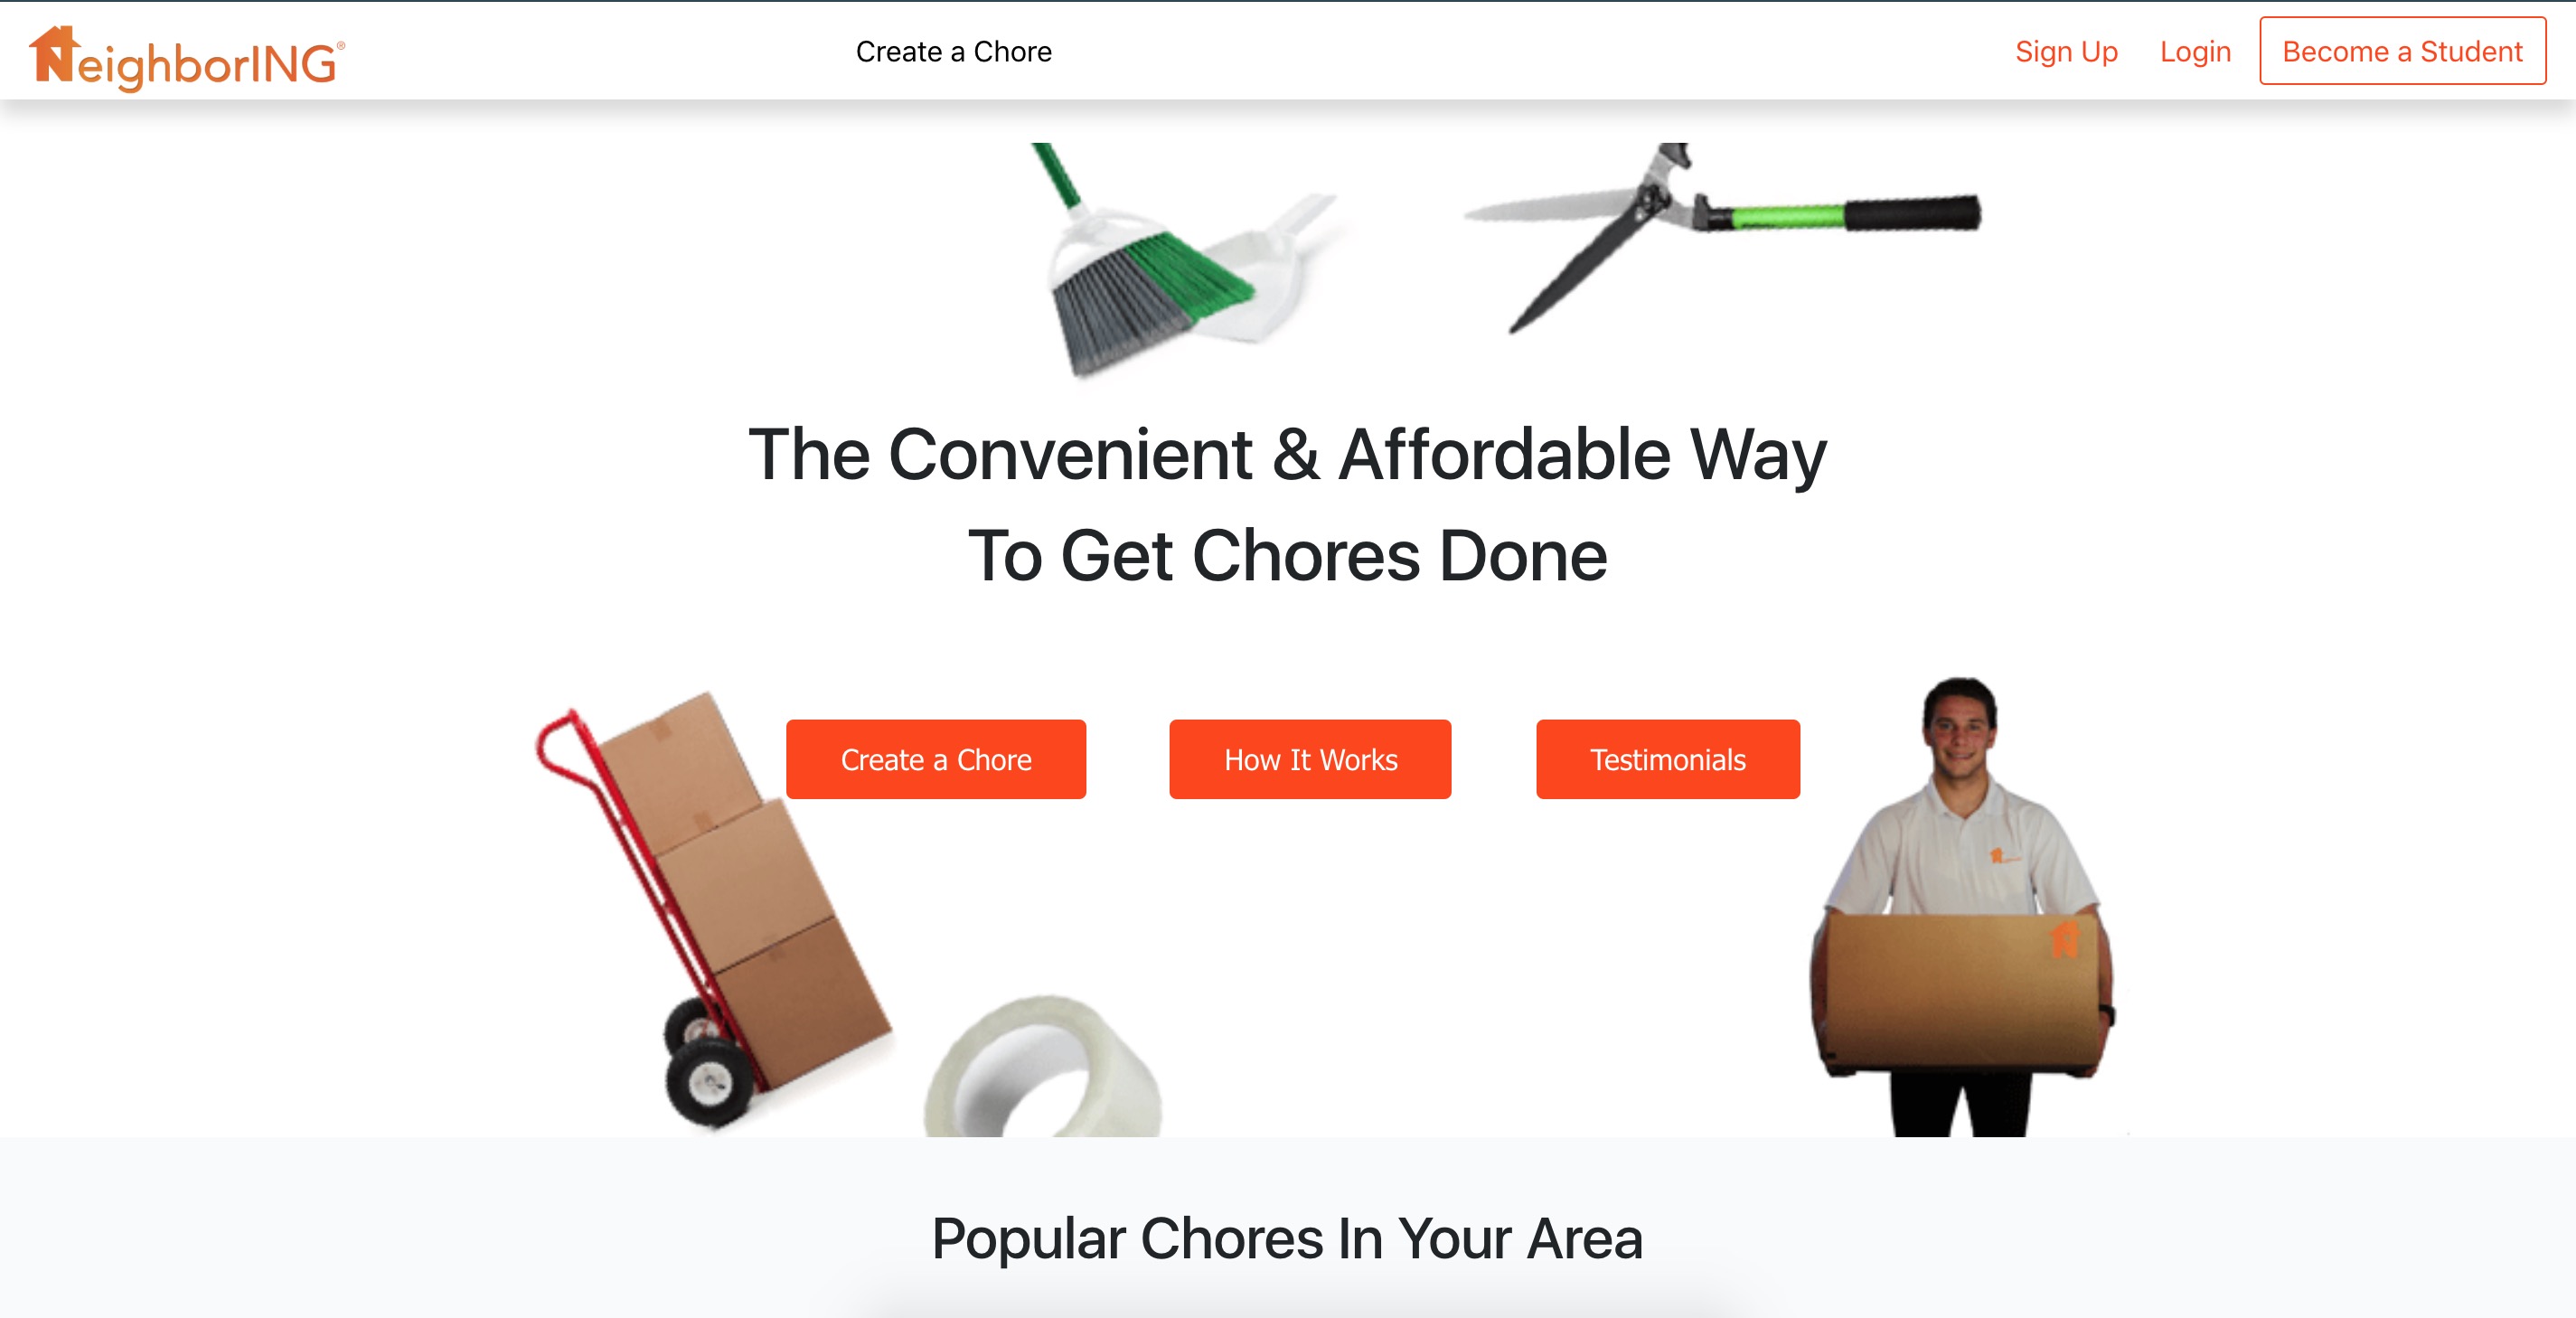 NeighborING®
Create a Chore
Sign Up
Login
Become a Student
The Convenient & Affordable Way
To Get Chores Done
Create a Chore
How It Works
Testimonials
N
Popular Chores In Your Area